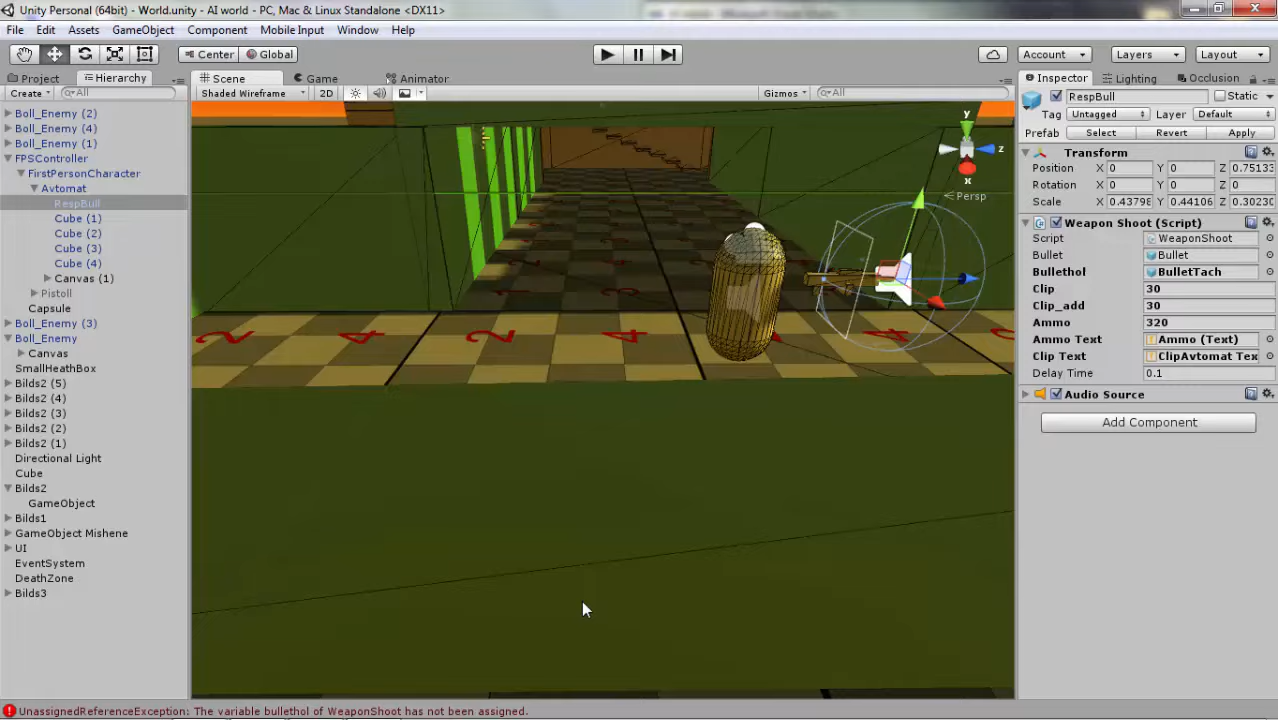 Unity Personal (64bit) - World.unity - AI world - PC, Mac & Linux Standalone <DX11>
File Edit Assets GameObject Component Mobile Input Window Help
Center Global Account Layers Layout
Project Hierarchy Scene Game Animator Inspector Lighting Occlusion
Create All Shaded Wireframe 2D Gizmos All RespBull Static
Tag Untagged Layer Default
Prefab Select Revert Apply
Boll_Enemy (2)
Boll_Enemy (4)
Boll_Enemy (1)
FPSController
FirstPersonCharacter
Avtomat
RespBull
Cube (1)
Cube (2)
Cube (3)
Cube (4)
Canvas (1)
Pistoll
Capsule
Boll_Enemy (3)
Boll_Enemy
Canvas
SmallHeathBox
Bilds2 (5)
Bilds2 (4)
Bilds2 (3)
Bilds2 (2)
Bilds2 (1)
Directional Light
Cube
Bilds2
GameObject
Bilds1
GameObject Mishene
UI
EventSystem
DeathZone
Bilds3
y
z
x
Persp
2 4 2 4 4
Transform
Position X 0 Y 0 Z 0.75133
Rotation X 0 Y 0 Z 0
Scale X 0.43798 Y 0.44106 Z 0.30230
Weapon Shoot (Script)
Script WeaponShoot
Bullet Bullet
Bullethol BulletTach
Clip 30
Clip_add 30
Ammo 320
Ammo Text Ammo (Text)
Clip Text ClipAvtomat Tex
Delay Time 0.1
Audio Source
Add Component
UnassignedReferenceException: The variable bullethol of WeaponShoot has not been assigned.